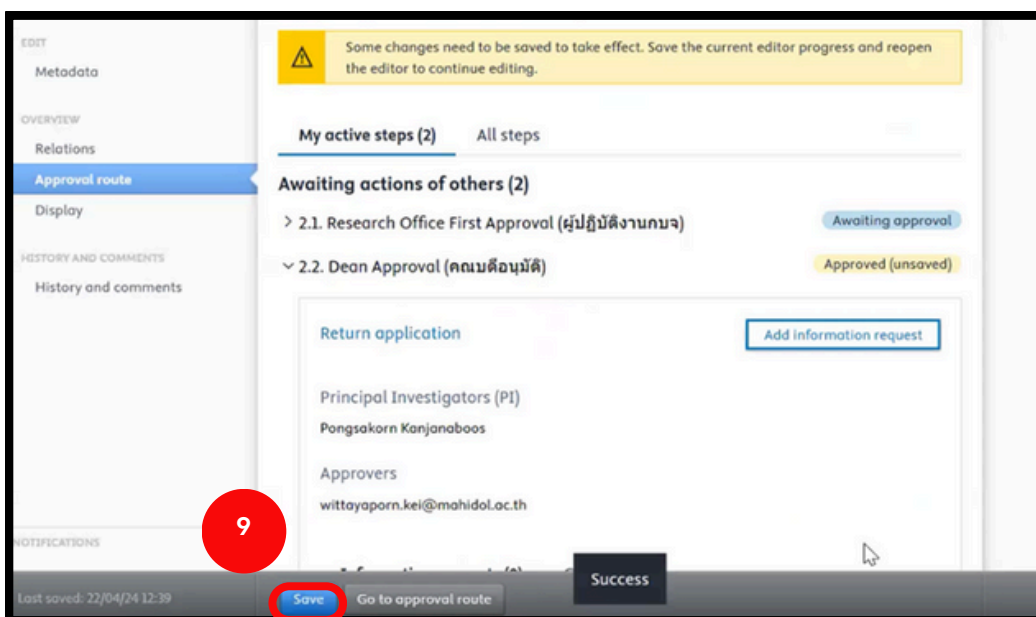 EDIT
Metadata
OVERVIEW
Relations
Approval route
Display
HISTORY AND COMMENTS
History and comments
NOTIFICATIONS
Last saved: 22/04/24 12:39
Some changes need to be saved to take effect. Save the current editor progress and reopen
the editor to continue editing.
My active steps (2) All steps
Awaiting actions of others (2)
2.1. Research Office First Approval (ผู้ปฏิบัติงานกบจ) Awaiting approval
2.2. Dean Approval (คณบดีอนุมัติ) Approved (unsaved)
Return application Add information request
Principal Investigators (PI)
Pongsakorn Kanjanaboos
Approvers
wittayaporn.kei@mahidol.ac.th
9
Success
Save Go to approval route